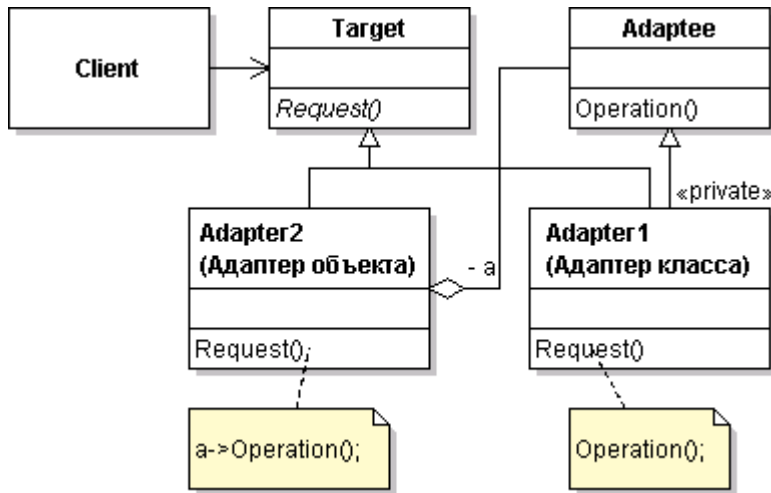 Client
Target
Request()
Adaptee
Operation()
«private»
Adapter2
(Адаптер объекта)
- a
Request();
Adapter1
(Адаптер класса)
Request()
a->Operation();
Operation();